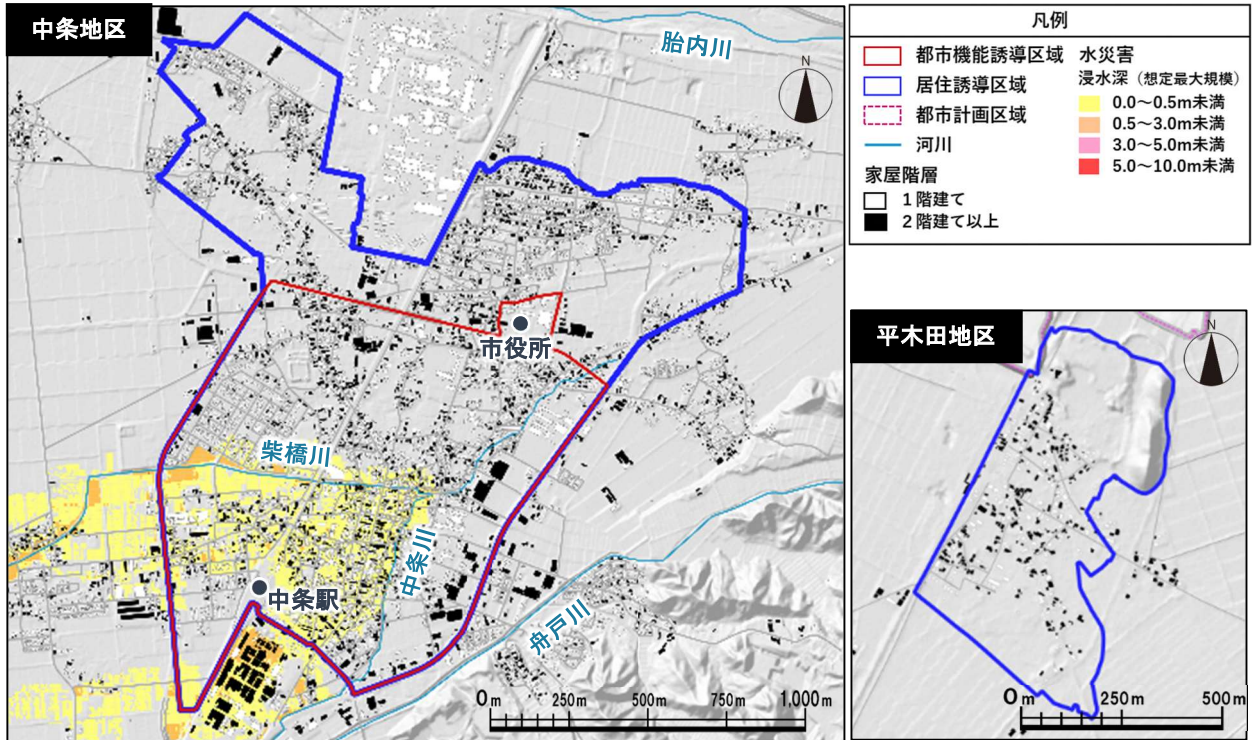 中条地区
胎内川
N
市役所
柴橋川
中条川
中条駅
舟戸川
0m 250m 500m 750m 1,000m
凡例
都市機能誘導区域
居住誘導区域
都市計画区域
河川
家屋階層
1階建て
2階建て以上
水災害
浸水深（想定最大規模）
0.0～0.5m未満
0.5～3.0m未満
3.0～5.0m未満
5.0～10.0m未満
平木田地区
N
0m 250m 500m